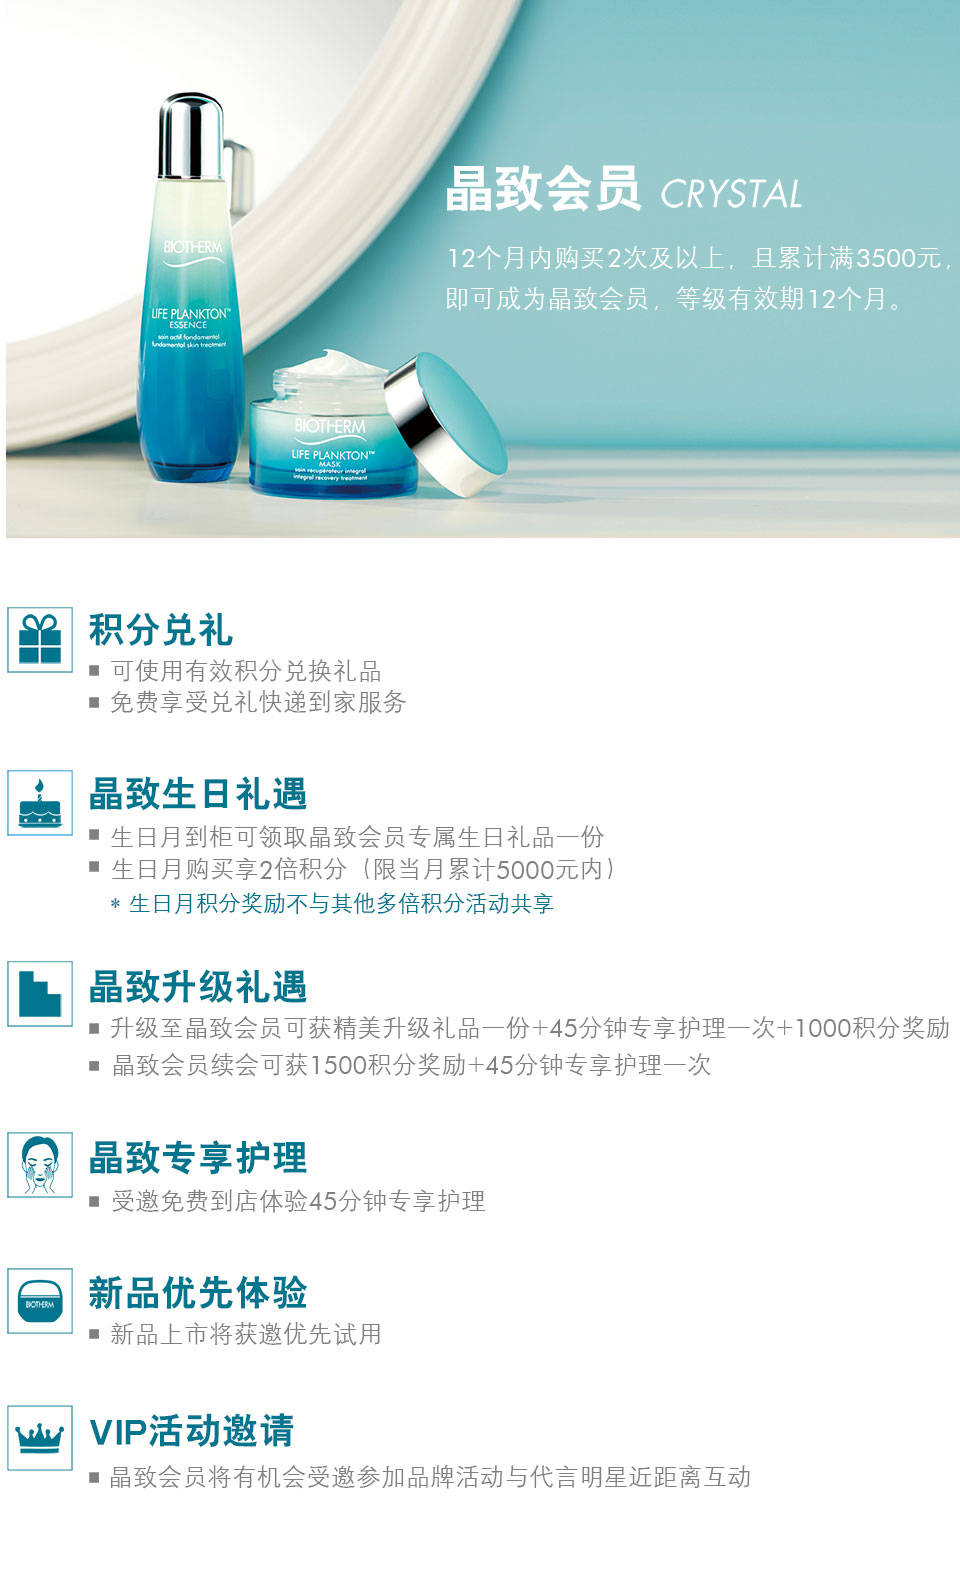 晶致会员 CRYSTAL
12个月内购买2次及以上，且累计满3500元，
即可成为晶致会员，等级有效期12个月。
BIOTHERM
LIFE PLANKTON™
ESSENCE
soin actif fondamental
fundamental skin treatment
BIOTHERM
LIFE PLANKTON™
MASK
soin recuperateur integral
integral recovery treatment
积分兑礼
■ 可使用有效积分兑换礼品
■ 免费享受兑礼快递到家服务
晶致生日礼遇
■ 生日月到柜可领取晶致会员专属生日礼品一份
■ 生日月购买享2倍积分（限当月累计5000元内）
* 生日月积分奖励不与其他多倍积分活动共享
晶致升级礼遇
■ 升级至晶致会员可获精美升级礼品一份+45分钟专享护理一次+1000积分奖励
■ 晶致会员续会可获1500积分奖励+45分钟专享护理一次
晶致专享护理
■ 受邀免费到店体验45分钟专享护理
BIOTHERM
新品优先体验
■ 新品上市将获邀优先试用
VIP活动邀请
■ 晶致会员将有机会受邀参加品牌活动与代言明星近距离互动